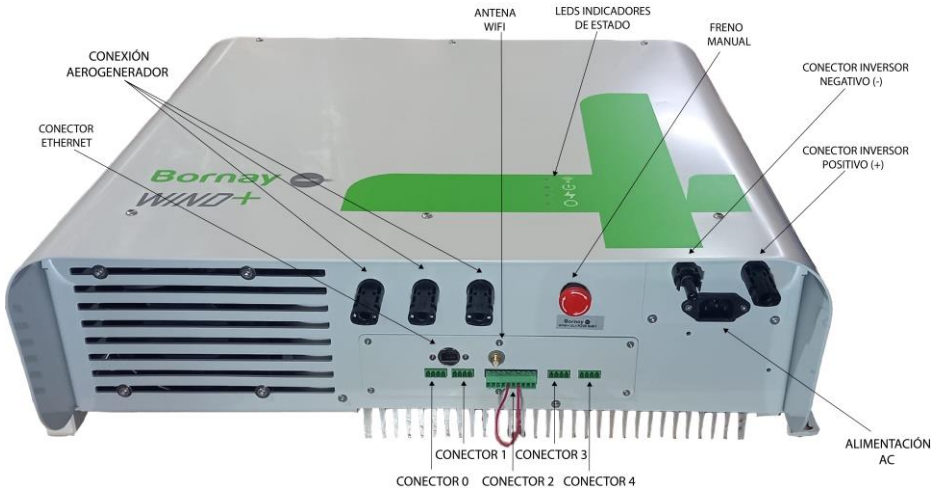 ANTENA
WIFI
LEDS INDICADORES
DE ESTADO
FRENO
MANUAL
CONEXIÓN
AEROGENERADOR
CONECTOR INVERSOR
NEGATIVO (-)
CONECTOR
ETHERNET
CONECTOR INVERSOR
POSITIVO (+)
Bornay
WIND+
Bornay
CONECTOR 1
CONECTOR 3
CONECTOR 0
CONECTOR 2
CONECTOR 4
ALIMENTACIÓN
AC